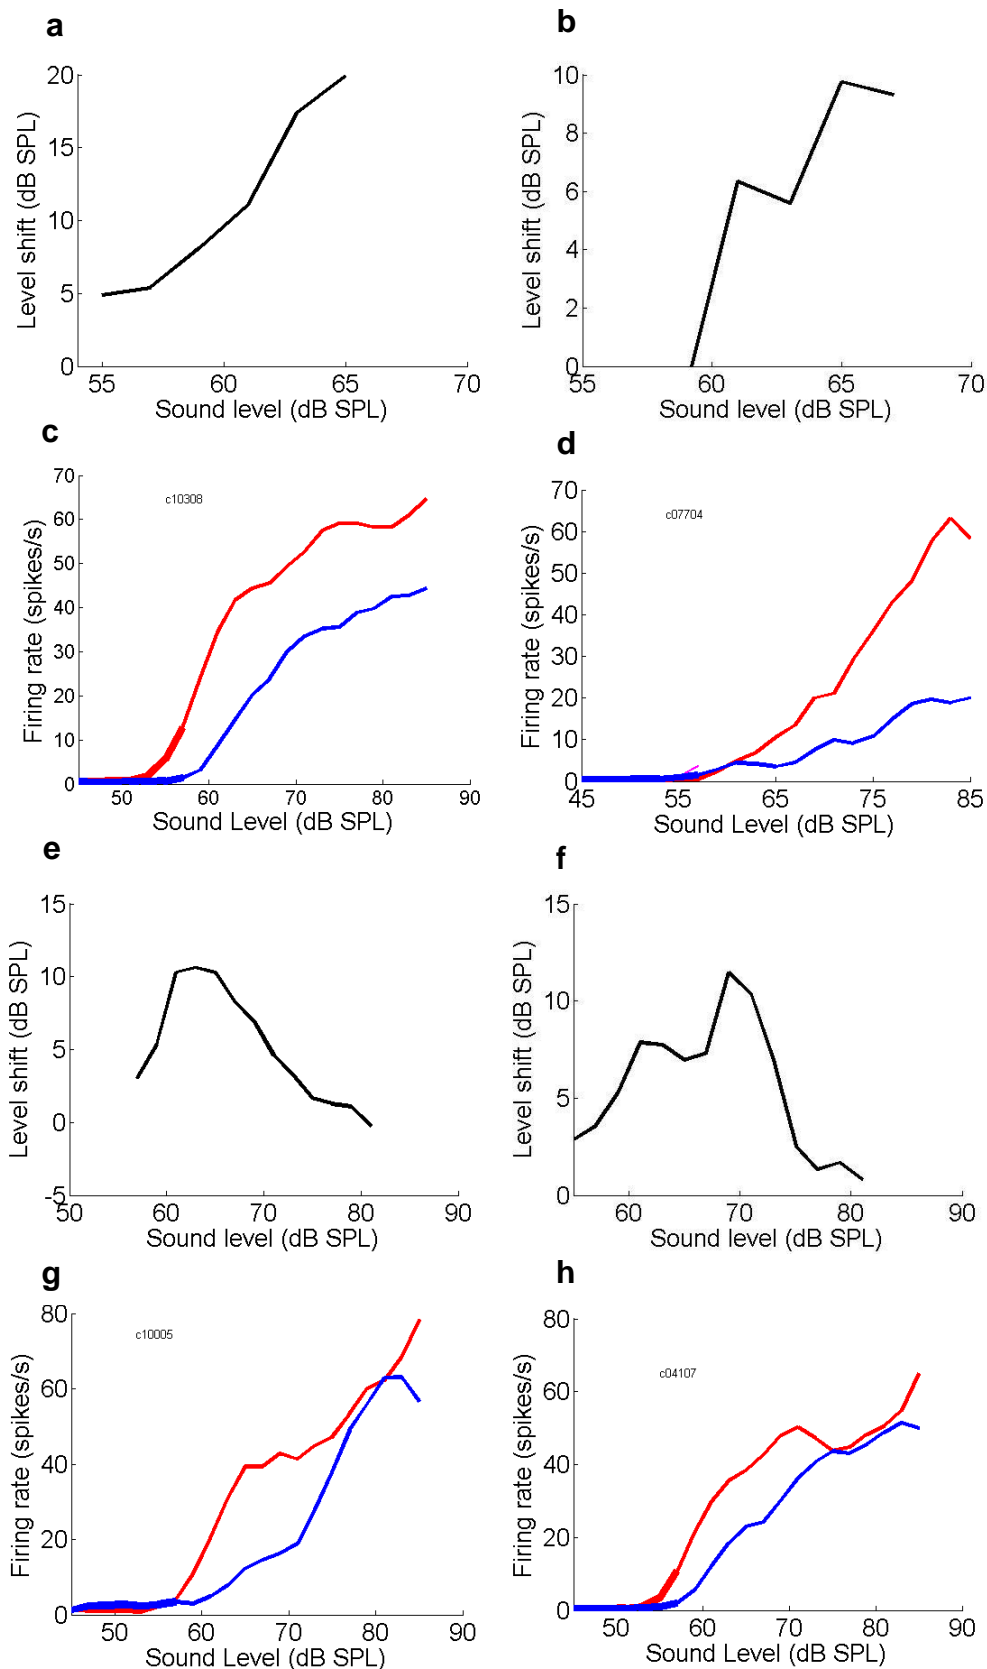 a
20
15
10
5
0
55 60 65 70
Level shift (dB SPL)
Sound level (dB SPL)
b
10
8
6
4
2
0
55 60 65 70
Level shift (dB SPL)
Sound level (dB SPL)
c
c10308
70
60
50
40
30
20
10
0
50 60 70 80 90
Firing rate (spikes/s)
Sound Level (dB SPL)
d
c07704
70
60
50
40
30
20
10
0
45 55 65 75 85
Firing rate (spikes/s)
Sound Level (dB SPL)
e
15
10
5
0
-5
50 60 70 80 90
Level shift (dB SPL)
Sound level (dB SPL)
f
15
10
5
0
60 70 80 90
Level shift (dB SPL)
Sound level (dB SPL)
g
c10005
80
60
40
20
0
50 60 70 80 90
Firing rate (spikes/s)
Sound Level (dB SPL)
h
c04107
80
60
40
20
0
50 60 70 80 90
Firing rate (spikes/s)
Sound Level (dB SPL)